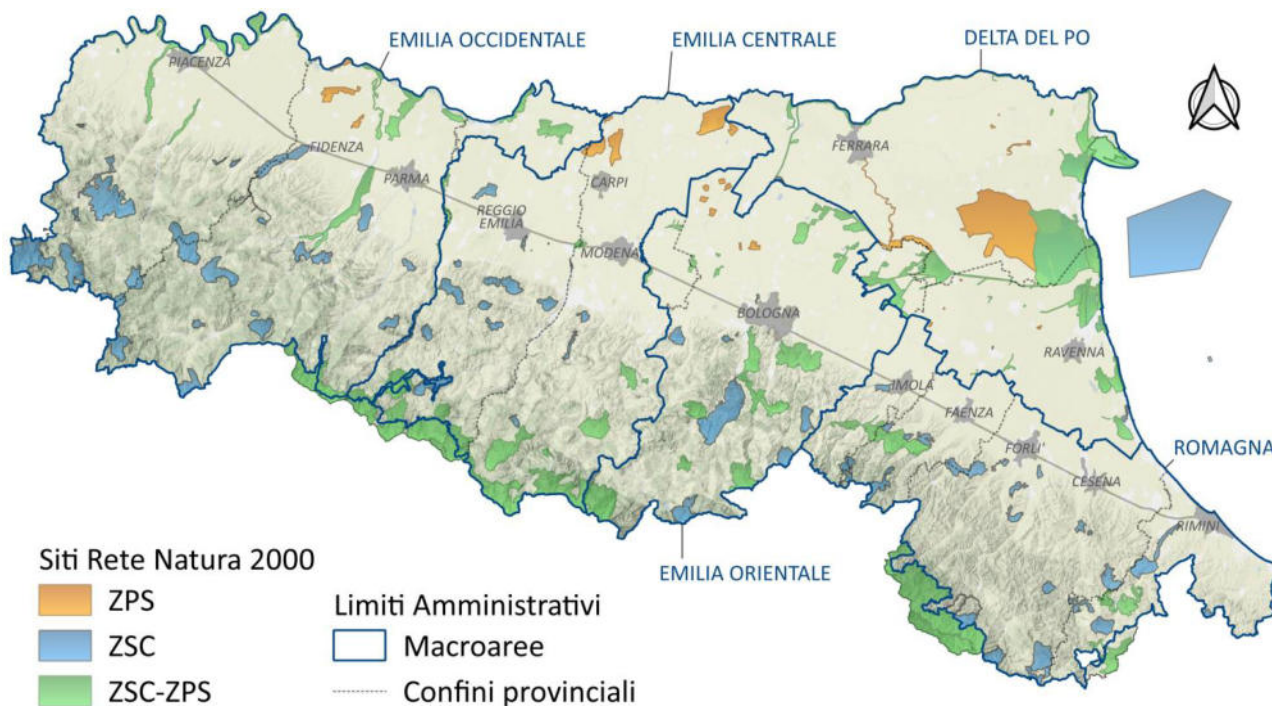 EMILIA OCCIDENTALE
EMILIA CENTRALE
DELTA DEL PO
PIACENZA
FIDENZA
PARMA
REGGIO
EMILIA
CARPI
MODENA
FERRARA
BOLOGNA
RAVENNA
IMOLA
FAENZA
FORLI'
CESENA
ROMAGNA
RIMINI
EMILIA ORIENTALE
Siti Rete Natura 2000
ZPS
ZSC
ZSC-ZPS
Limiti Amministrativi
Macroaree
Confini provinciali